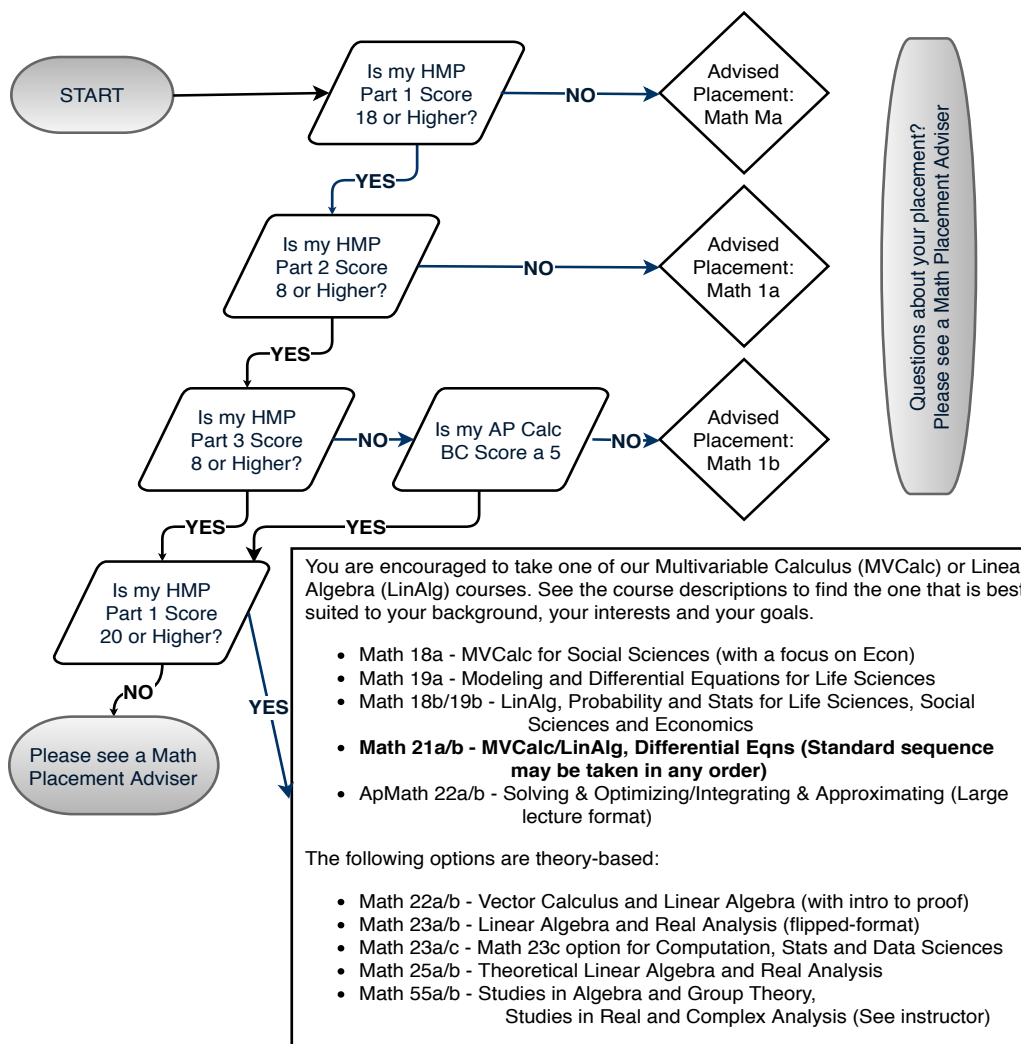 START
Is my HMP
Part 1 Score
18 or Higher?
NO
Advised
Placement:
Math Ma
YES
Is my HMP
Part 2 Score
8 or Higher?
NO
Advised
Placement:
Math 1a
YES
Is my HMP
Part 3 Score
8 or Higher?
NO
Is my AP Calc
BC Score a 5
NO
Advised
Placement:
Math 1b
YES
YES
Is my HMP
Part 1 Score
20 or Higher?
NO
YES
Please see a Math
Placement Adviser
You are encouraged to take one of our Multivariable Calculus (MVCalc) or Linea
Algebra (LinAlg) courses. See the course descriptions to find the one that is best
suited to your background, your interests and your goals.
• Math 18a - MVCalc for Social Sciences (with a focus on Econ)
• Math 19a - Modeling and Differential Equations for Life Sciences
• Math 18b/19b - LinAlg, Probability and Stats for Life Sciences, Social
Sciences and Economics
• Math 21a/b - MVCalc/LinAlg, Differential Eqns (Standard sequence
may be taken in any order)
• ApMath 22a/b - Solving & Optimizing/Integrating & Approximating (Large
lecture format)
The following options are theory-based:
• Math 22a/b - Vector Calculus and Linear Algebra (with intro to proof)
• Math 23a/b - Linear Algebra and Real Analysis (flipped-format)
• Math 23a/c - Math 23c option for Computation, Stats and Data Sciences
• Math 25a/b - Theoretical Linear Algebra and Real Analysis
• Math 55a/b - Studies in Algebra and Group Theory,
Studies in Real and Complex Analysis (See instructor)
Questions about your placement?
Please see a Math Placement Adviser